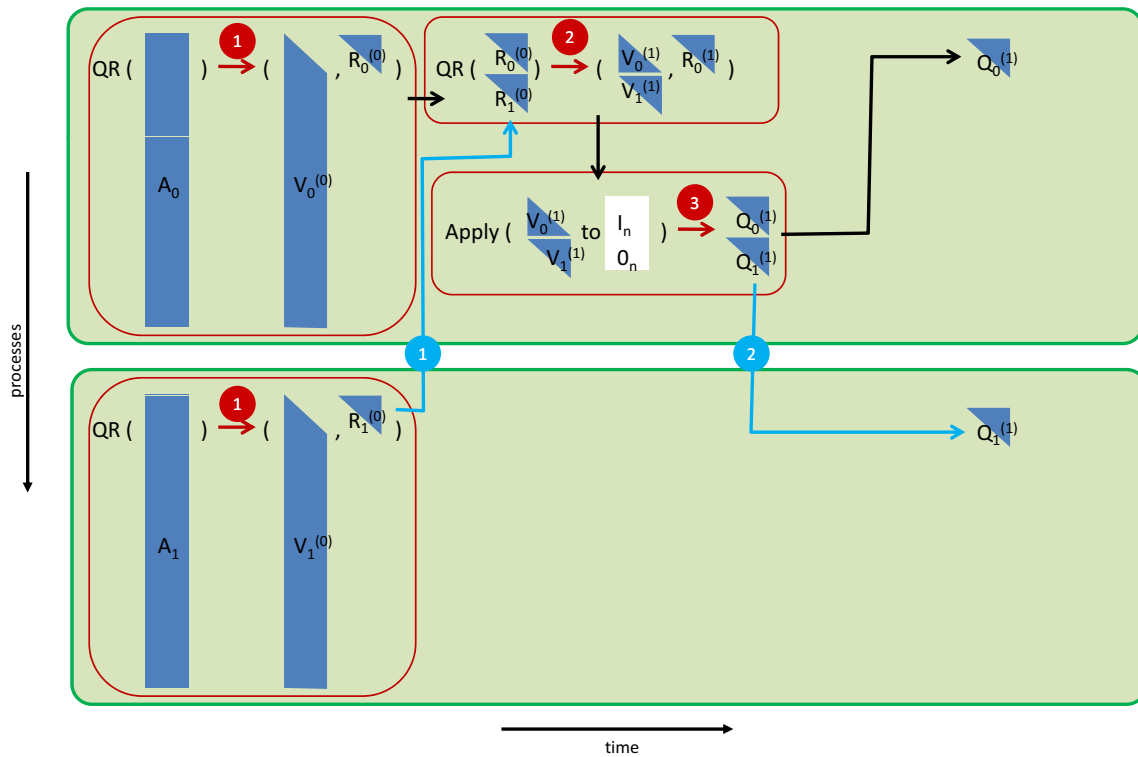 QR ( A₀ ) 1 ( V₀⁽⁰⁾ , R₀⁽⁰⁾ )
QR ( R₀⁽⁰⁾ R₁⁽⁰⁾ ) 2 ( V₀⁽¹⁾ V₁⁽¹⁾ , R₀⁽¹⁾ )
Q₀⁽¹⁾
Apply ( V₀⁽¹⁾ V₁⁽¹⁾ to Iₙ 0ₙ ) 3 Q₀⁽¹⁾ Q₁⁽¹⁾
processes
1
2
QR ( A₁ ) 1 ( V₁⁽⁰⁾ , R₁⁽⁰⁾ )
Q₁⁽¹⁾
time